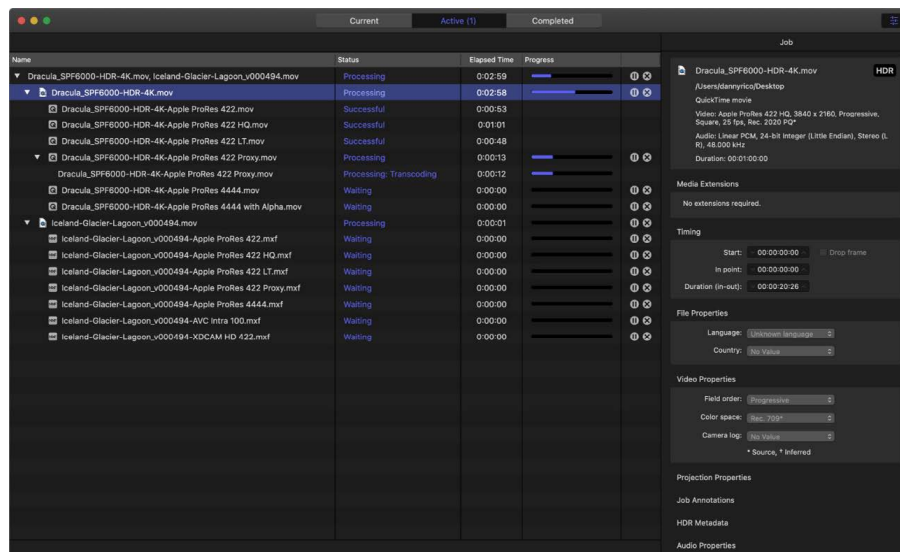 Current Active (1) Completed
Job
Name Status Elapsed Time Progress
Dracula_SPF6000-HDR-4K.mov, Iceland-Glacier-Lagoon_v000494.mov Processing 0:02:59
Dracula_SPF6000-HDR-4K.mov Processing 0:02:58
Dracula_SPF6000-HDR-4K-Apple ProRes 422.mov Successful 0:00:53
Dracula_SPF6000-HDR-4K-Apple ProRes 422 HQ.mov Successful 0:01:01
Dracula_SPF6000-HDR-4K-Apple ProRes 422 LT.mov Successful 0:00:48
Dracula_SPF6000-HDR-4K-Apple ProRes 422 Proxy.mov Processing 0:00:13
Dracula_SPF6000-HDR-4K-Apple ProRes 422 Proxy.mov Processing: Transcoding 0:00:12
Dracula_SPF6000-HDR-4K-Apple ProRes 4444.mov Waiting 0:00:00
Dracula_SPF6000-HDR-4K-Apple ProRes 4444 with Alpha.mov Waiting 0:00:00
Iceland-Glacier-Lagoon_v000494.mov Processing 0:00:01
Iceland-Glacier-Lagoon_v000494-Apple ProRes 422.mxf Waiting 0:00:00
Iceland-Glacier-Lagoon_v000494-Apple ProRes 422 HQ.mxf Waiting 0:00:00
Iceland-Glacier-Lagoon_v000494-Apple ProRes 422 LT.mxf Waiting 0:00:00
Iceland-Glacier-Lagoon_v000494-Apple ProRes 422 Proxy.mxf Waiting 0:00:00
Iceland-Glacier-Lagoon_v000494-Apple ProRes 4444.mxf Waiting 0:00:00
Iceland-Glacier-Lagoon_v000494-AVC Intra 100.mxf Waiting 0:00:00
Iceland-Glacier-Lagoon_v000494-XDCAM HD 422.mxf Waiting 0:00:00
Dracula_SPF6000-HDR-4K.mov HDR
/Users/dannyrico/Desktop
QuickTime movie
Video: Apple ProRes 422 HQ, 3840 x 2160, Progressive,
Square, 25 fps, Rec. 2020 PQ*
Audio: Linear PCM, 24-bit Integer (Little Endian), Stereo (L
R), 48.000 kHz
Duration: 00:01:00:00
Media Extensions
No extensions required.
Timing
Start: 00:00:00:00 Drop frame
In point: 00:00:00:00
Duration (in-out): 00:00:20:26
File Properties
Language: Unknown language
Country: No Value
Video Properties
Field order: Progressive
Color space: Rec. 709*
Camera log: No Value
* Source, † Inferred
Projection Properties
Job Annotations
HDR Metadata
Audio Properties